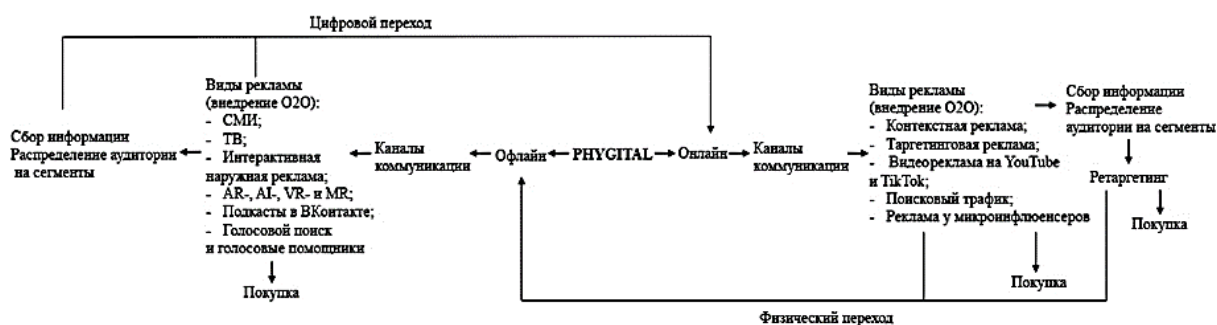 Цифровой переход
Сбор информации
Распределение аудитории
на сегменты
Виды рекламы
(внедрение O2O):
- СМИ;
- ТВ;
- Интерактивная
наружная реклама;
- AR-, AI-, VR- и MR;
- Подкасты в ВКонтакте;
- Голосовой поиск
и голосовые помощники
Покупка
Каналы
коммуникации
Офлайн
PHYGITAL
Онлайн
Каналы
коммуникации
Виды рекламы
(внедрение O2O):
- Контекстная реклама;
- Таргетинговая реклама;
- Видеореклама на YouTube
и TikTok;
- Поисковый трафик;
- Реклама у микроинфлюенсеров
Покупка
Сбор информации
Распределение
аудитории на сегменты
Ретаргетинг
Покупка
Физический переход